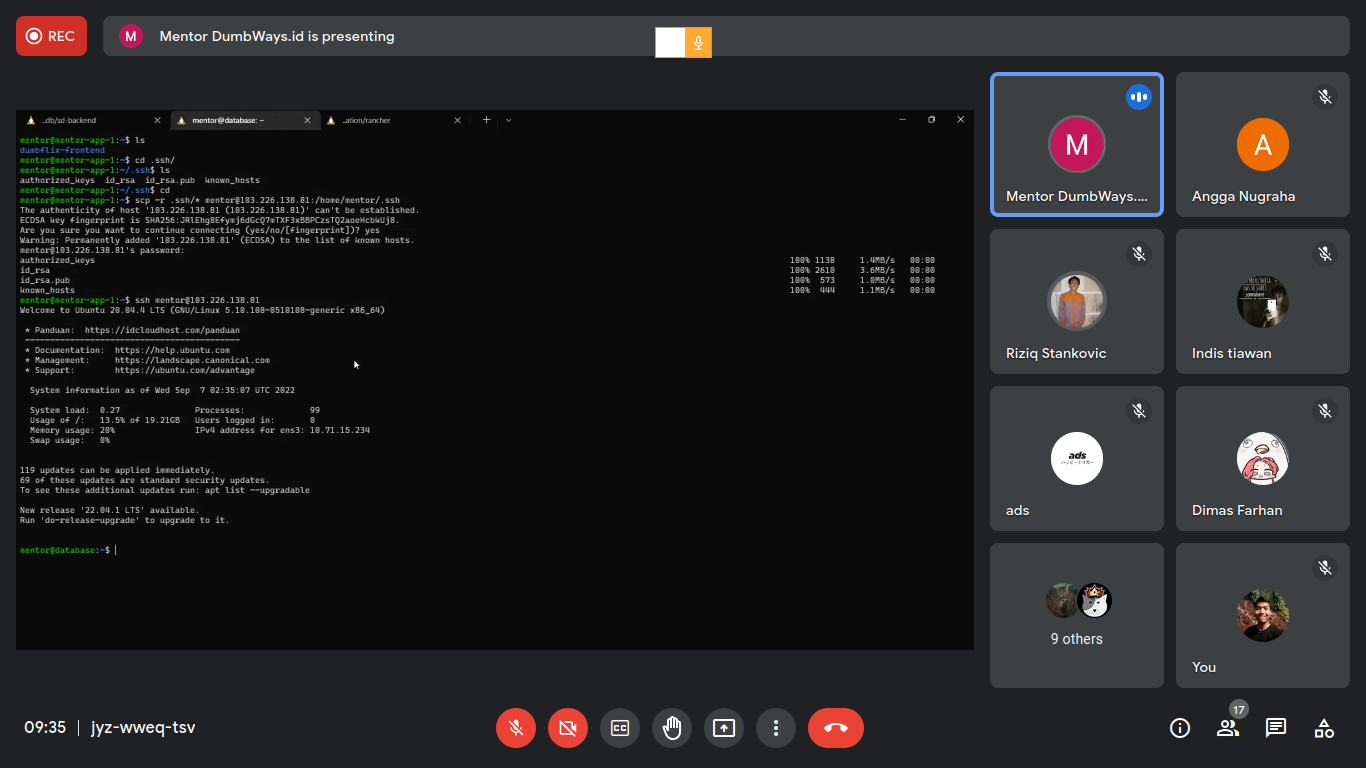 REC
M
Mentor DumbWays.id is presenting
..db/sd-backend
mentor@database: ~
..ation/rancher
mentor@mentor-app-1:~$ ls
dumbflix-frontend
mentor@mentor-app-1:~$ cd .ssh/
mentor@mentor-app-1:~/.ssh$ ls
authorized_keys id_rsa id_rsa.pub known_hosts
mentor@mentor-app-1:~/.ssh$ cd
mentor@mentor-app-1:~$ scp -r .ssh/* mentor@103.226.138.81:/home/mentor/.ssh
The authenticity of host '103.226.138.81 (103.226.138.81)' can't be established.
ECDSA key fingerprint is SHA256:JRlEhg8Efymj6dGcQ7mTXF3xB8PCzsTQ2aoeHcbkUj8.
Are you sure you want to continue connecting (yes/no/[fingerprint])? yes
Warning: Permanently added '103.226.138.81' (ECDSA) to the list of known hosts.
mentor@103.226.138.81's password:
authorized_keys 100% 1138 1.4MB/s 00:00
id_rsa 100% 2610 3.6MB/s 00:00
id_rsa.pub 100% 573 1.0MB/s 00:00
known_hosts 100% 444 1.1MB/s 00:00
mentor@mentor-app-1:~$ ssh mentor@103.226.138.81
Welcome to Ubuntu 20.04.4 LTS (GNU/Linux 5.10.108-0510108-generic x86_64)
* Panduan: https://idcloudhost.com/panduan
-------------------------------------------
* Documentation: https://help.ubuntu.com
* Management: https://landscape.canonical.com
* Support: https://ubuntu.com/advantage
System information as of Wed Sep 7 02:35:07 UTC 2022
System load: 0.27 Processes: 99
Usage of /: 13.5% of 19.21GB Users logged in: 0
Memory usage: 20% IPv4 address for ens3: 10.71.15.234
Swap usage: 0%
119 updates can be applied immediately.
69 of these updates are standard security updates.
To see these additional updates run: apt list --upgradable
New release '22.04.1 LTS' available.
Run 'do-release-upgrade' to upgrade to it.
mentor@database:~$
M
Mentor DumbWays....
A
Angga Nugraha
Riziq Stankovic
Indis tiawan
ads
ads
Dimas Farhan
9 others
You
09:35 | jyz-wweq-tsv
CC
17